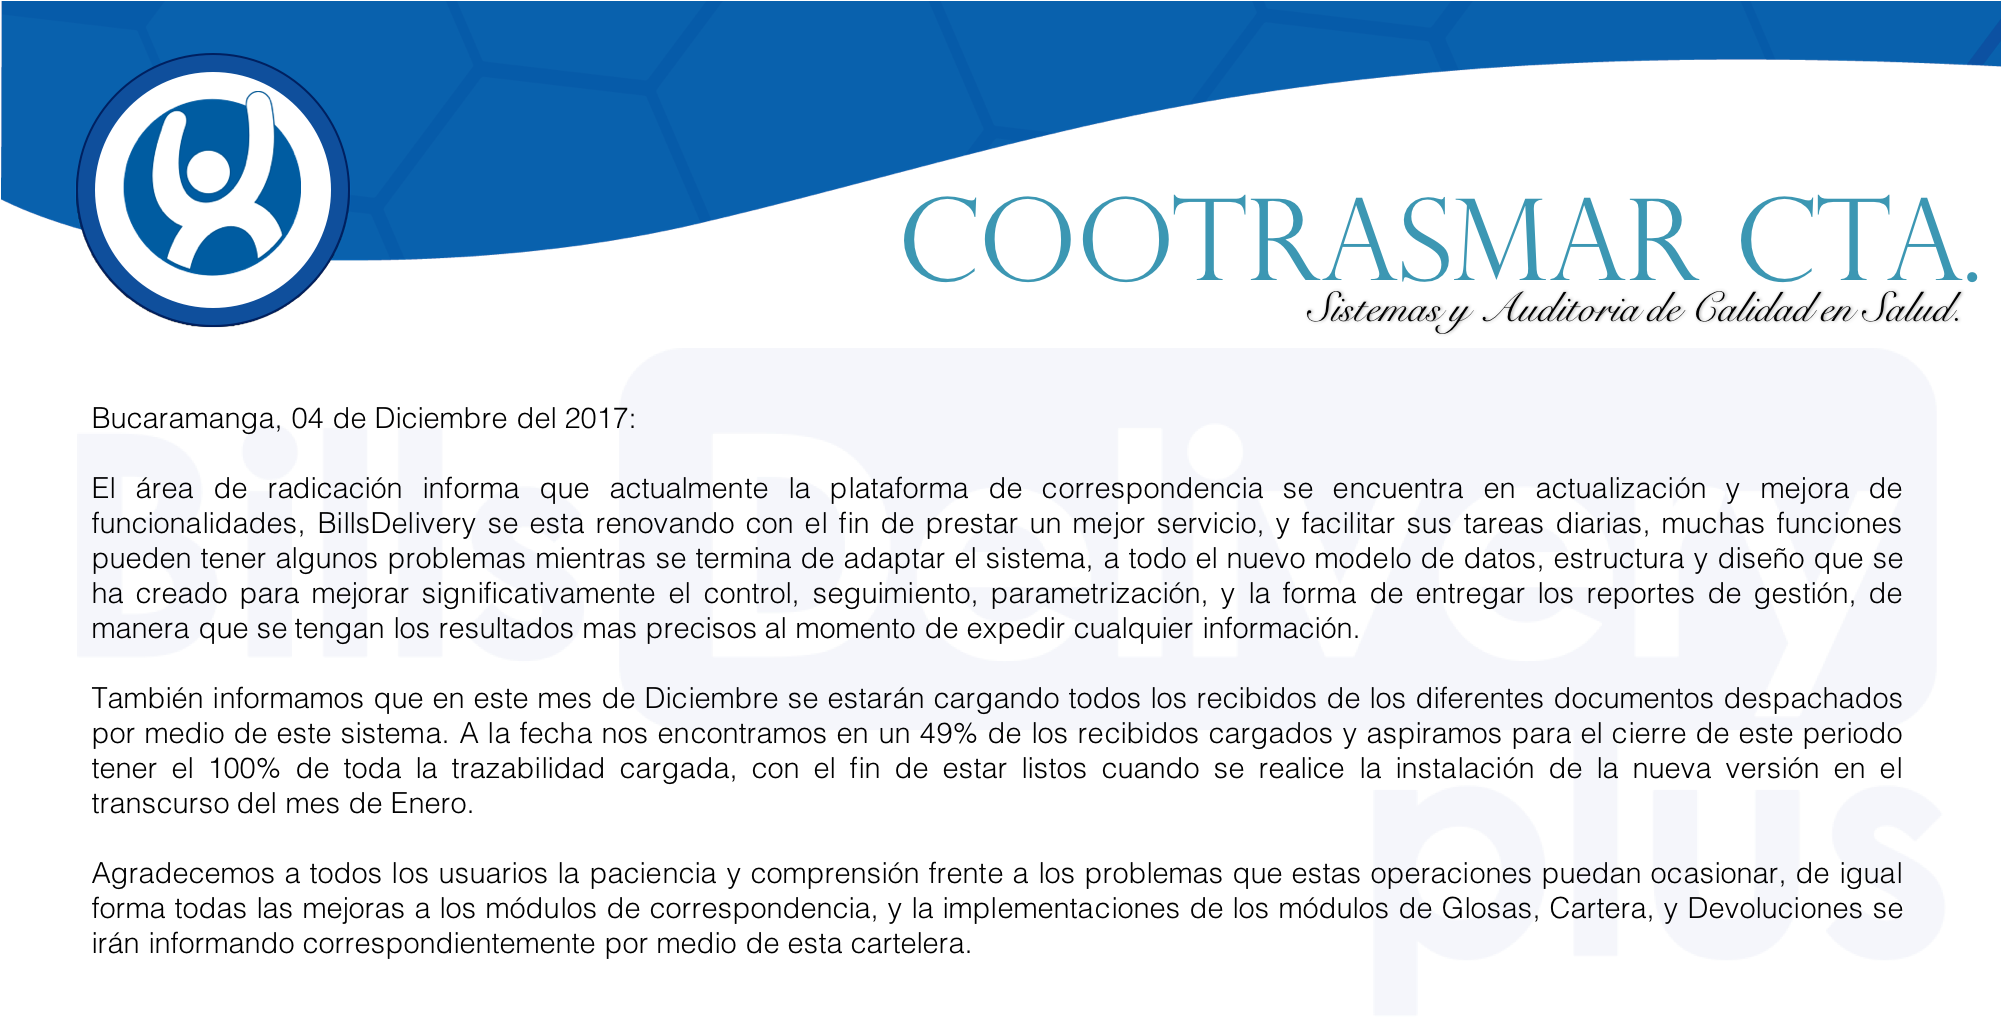 COOTRASMAR CTA.
Sistemas y Auditoria de Calidad en Salud.
Bucaramanga, 04 de Diciembre del 2017:
El área de radicación informa que actualmente la plataforma de correspondencia se encuentra en actualización y mejora de
funcionalidades, BillsDelivery se esta renovando con el fin de prestar un mejor servicio, y facilitar sus tareas diarias, muchas funciones
pueden tener algunos problemas mientras se termina de adaptar el sistema, a todo el nuevo modelo de datos, estructura y diseño que se
ha creado para mejorar significativamente el control, seguimiento, parametrización, y la forma de entregar los reportes de gestión, de
manera que se tengan los resultados mas precisos al momento de expedir cualquier información.
También informamos que en este mes de Diciembre se estarán cargando todos los recibidos de los diferentes documentos despachados
por medio de este sistema. A la fecha nos encontramos en un 49% de los recibidos cargados y aspiramos para el cierre de este periodo
tener el 100% de toda la trazabilidad cargada, con el fin de estar listos cuando se realice la instalación de la nueva versión en el
transcurso del mes de Enero.
Agradecemos a todos los usuarios la paciencia y comprensión frente a los problemas que estas operaciones puedan ocasionar, de igual
forma todas las mejoras a los módulos de correspondencia, y la implementaciones de los módulos de Glosas, Cartera, y Devoluciones se
irán informando correspondientemente por medio de esta cartelera.
Bills Delivery
plus